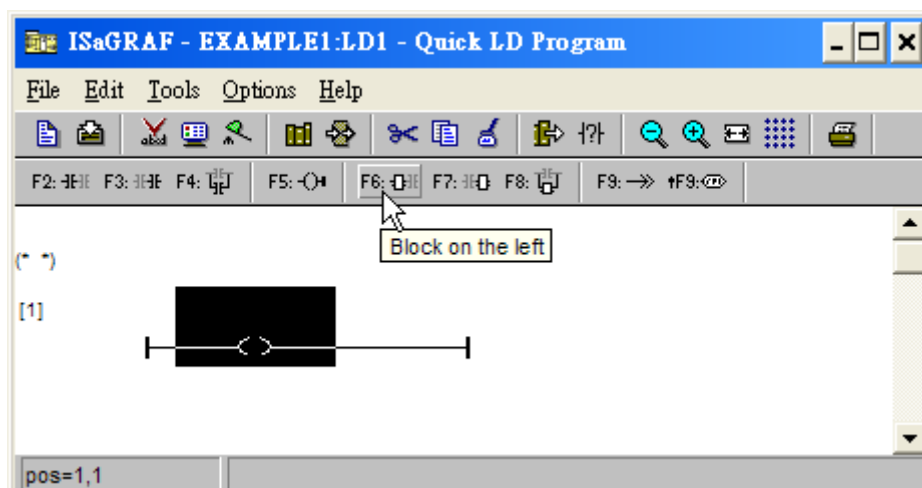 ISaGRAF - EXAMPLE1:LD1 - Quick LD Program
File Edit Tools Options Help
F2: F3: F4: F5: F6: F7: F8: F9: F9:
Block on the left
(* *)
[1]
pos=1,1